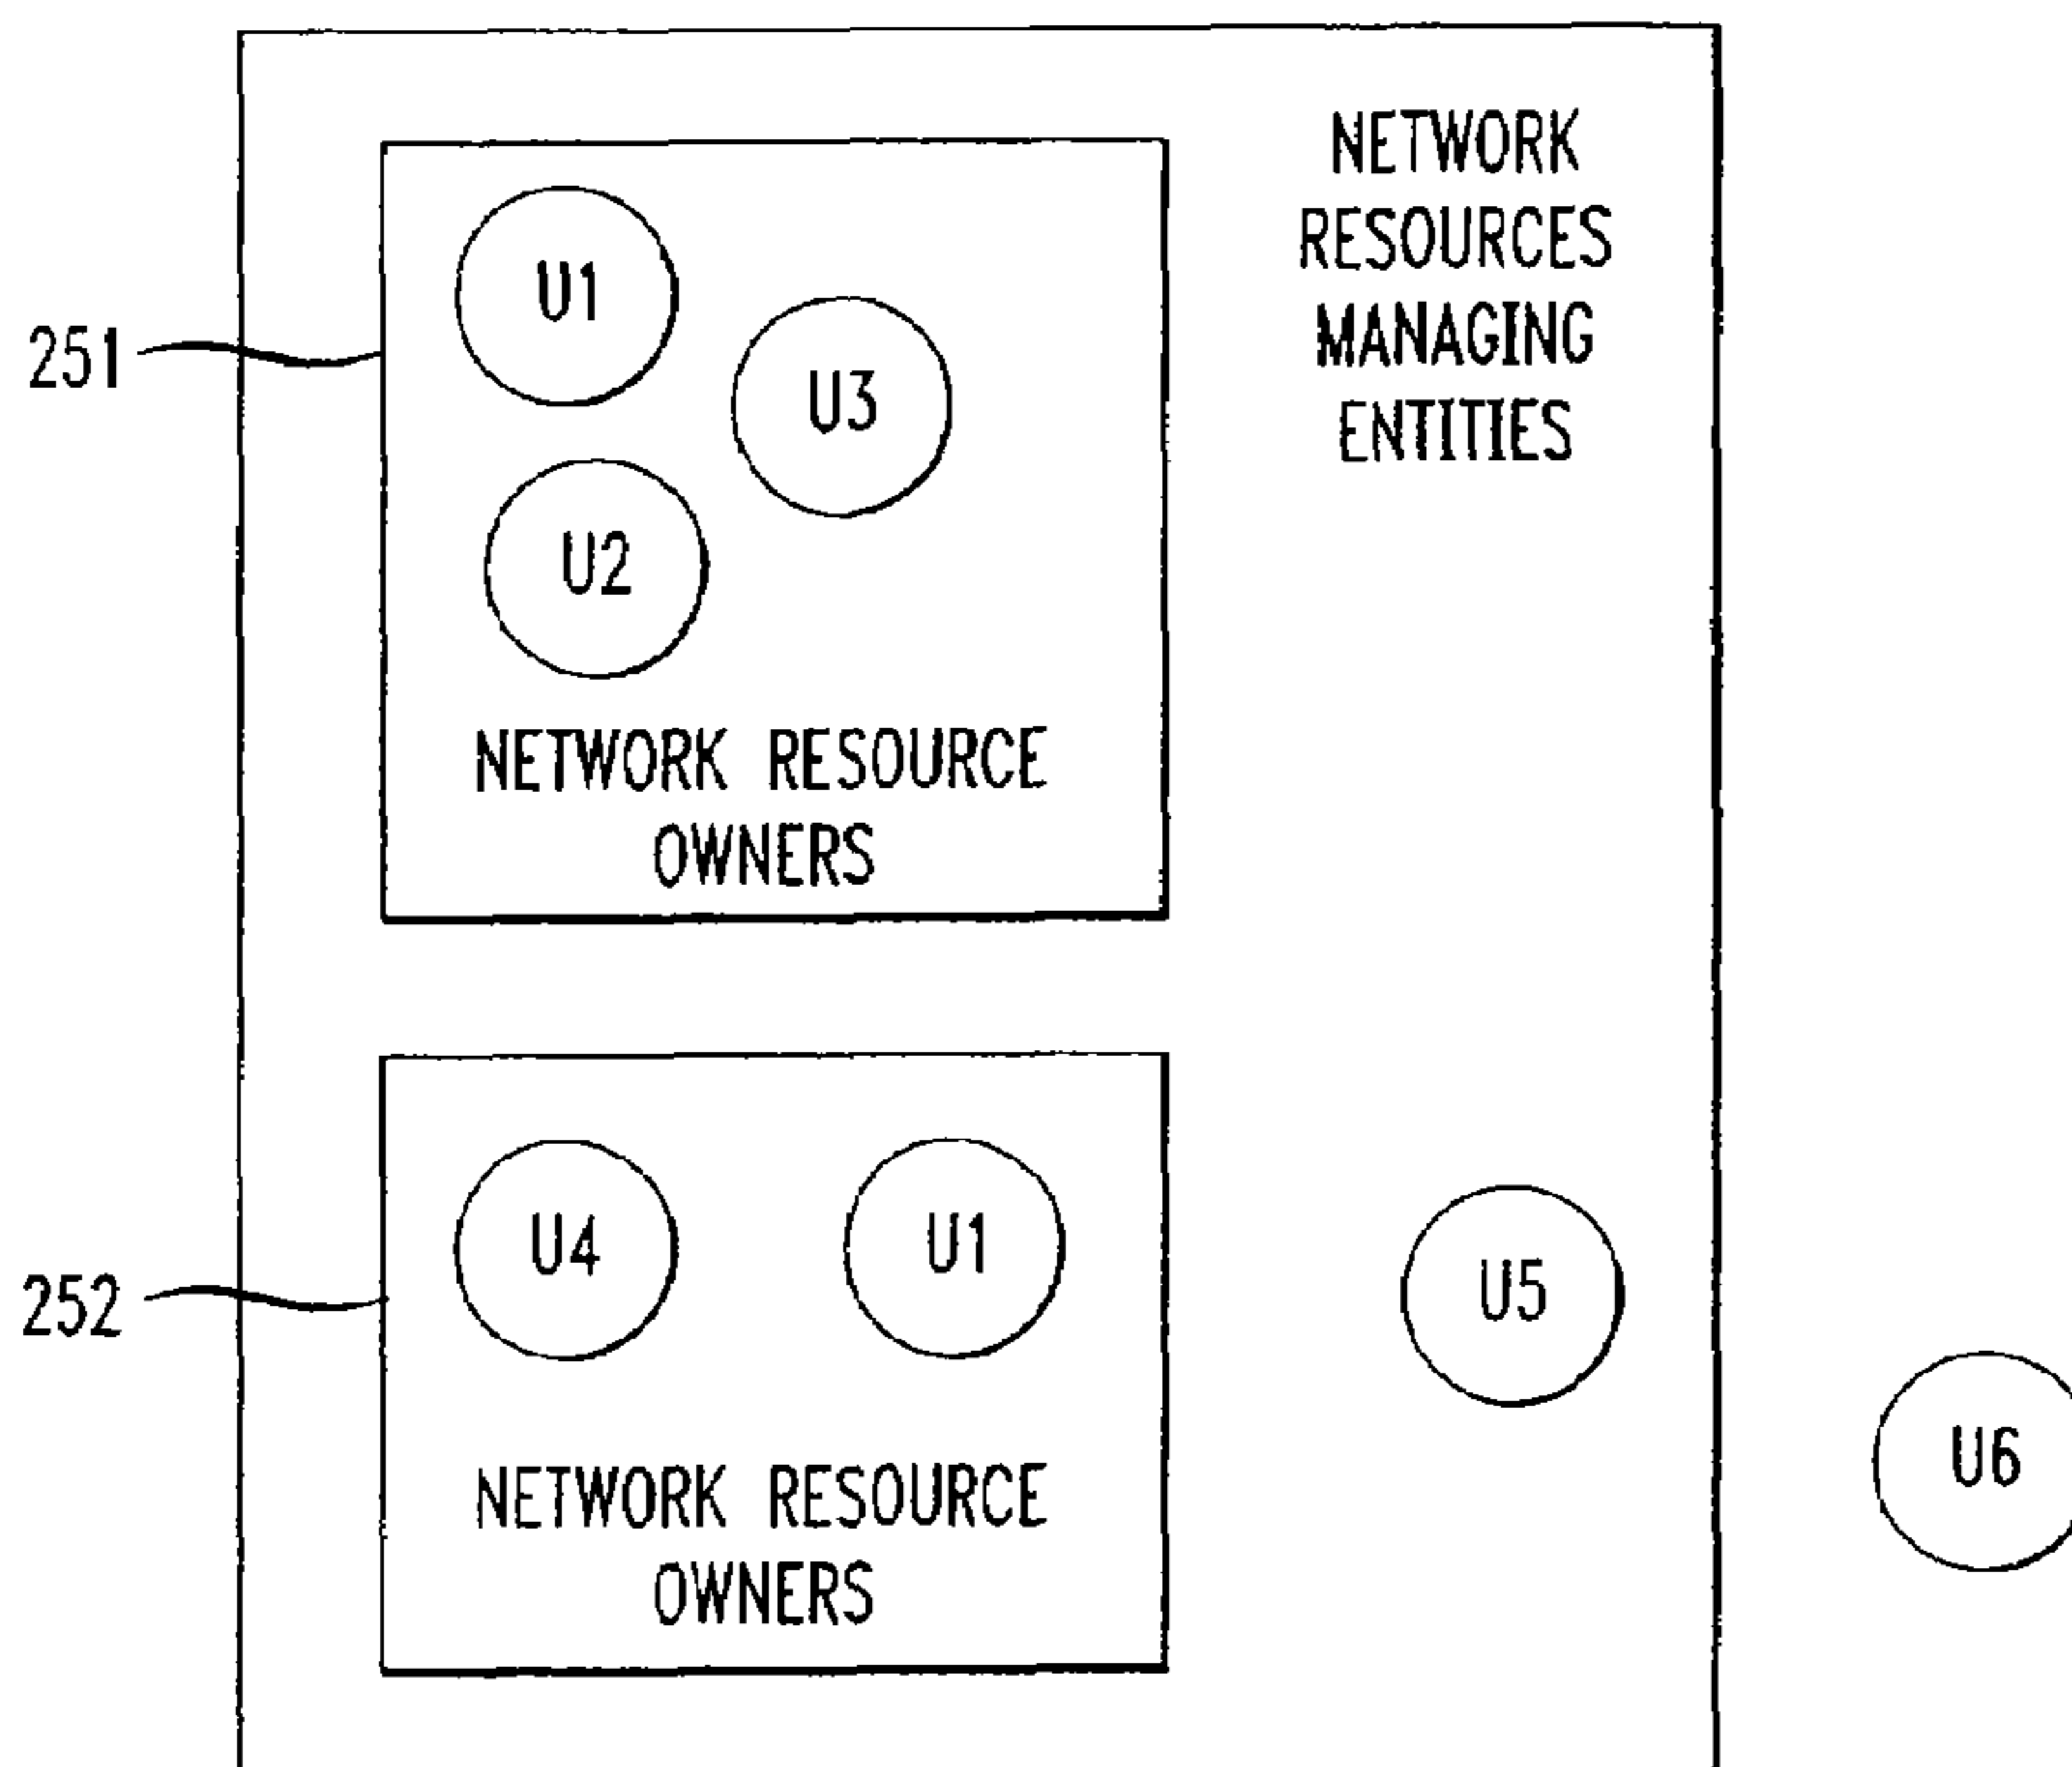 NETWORK
RESOURCES
MANAGING
ENTITIES
U1
U3
251
U2
NETWORK RESOURCE
OWNERS
U4
U1
U5
252
U6
NETWORK RESOURCE
OWNERS